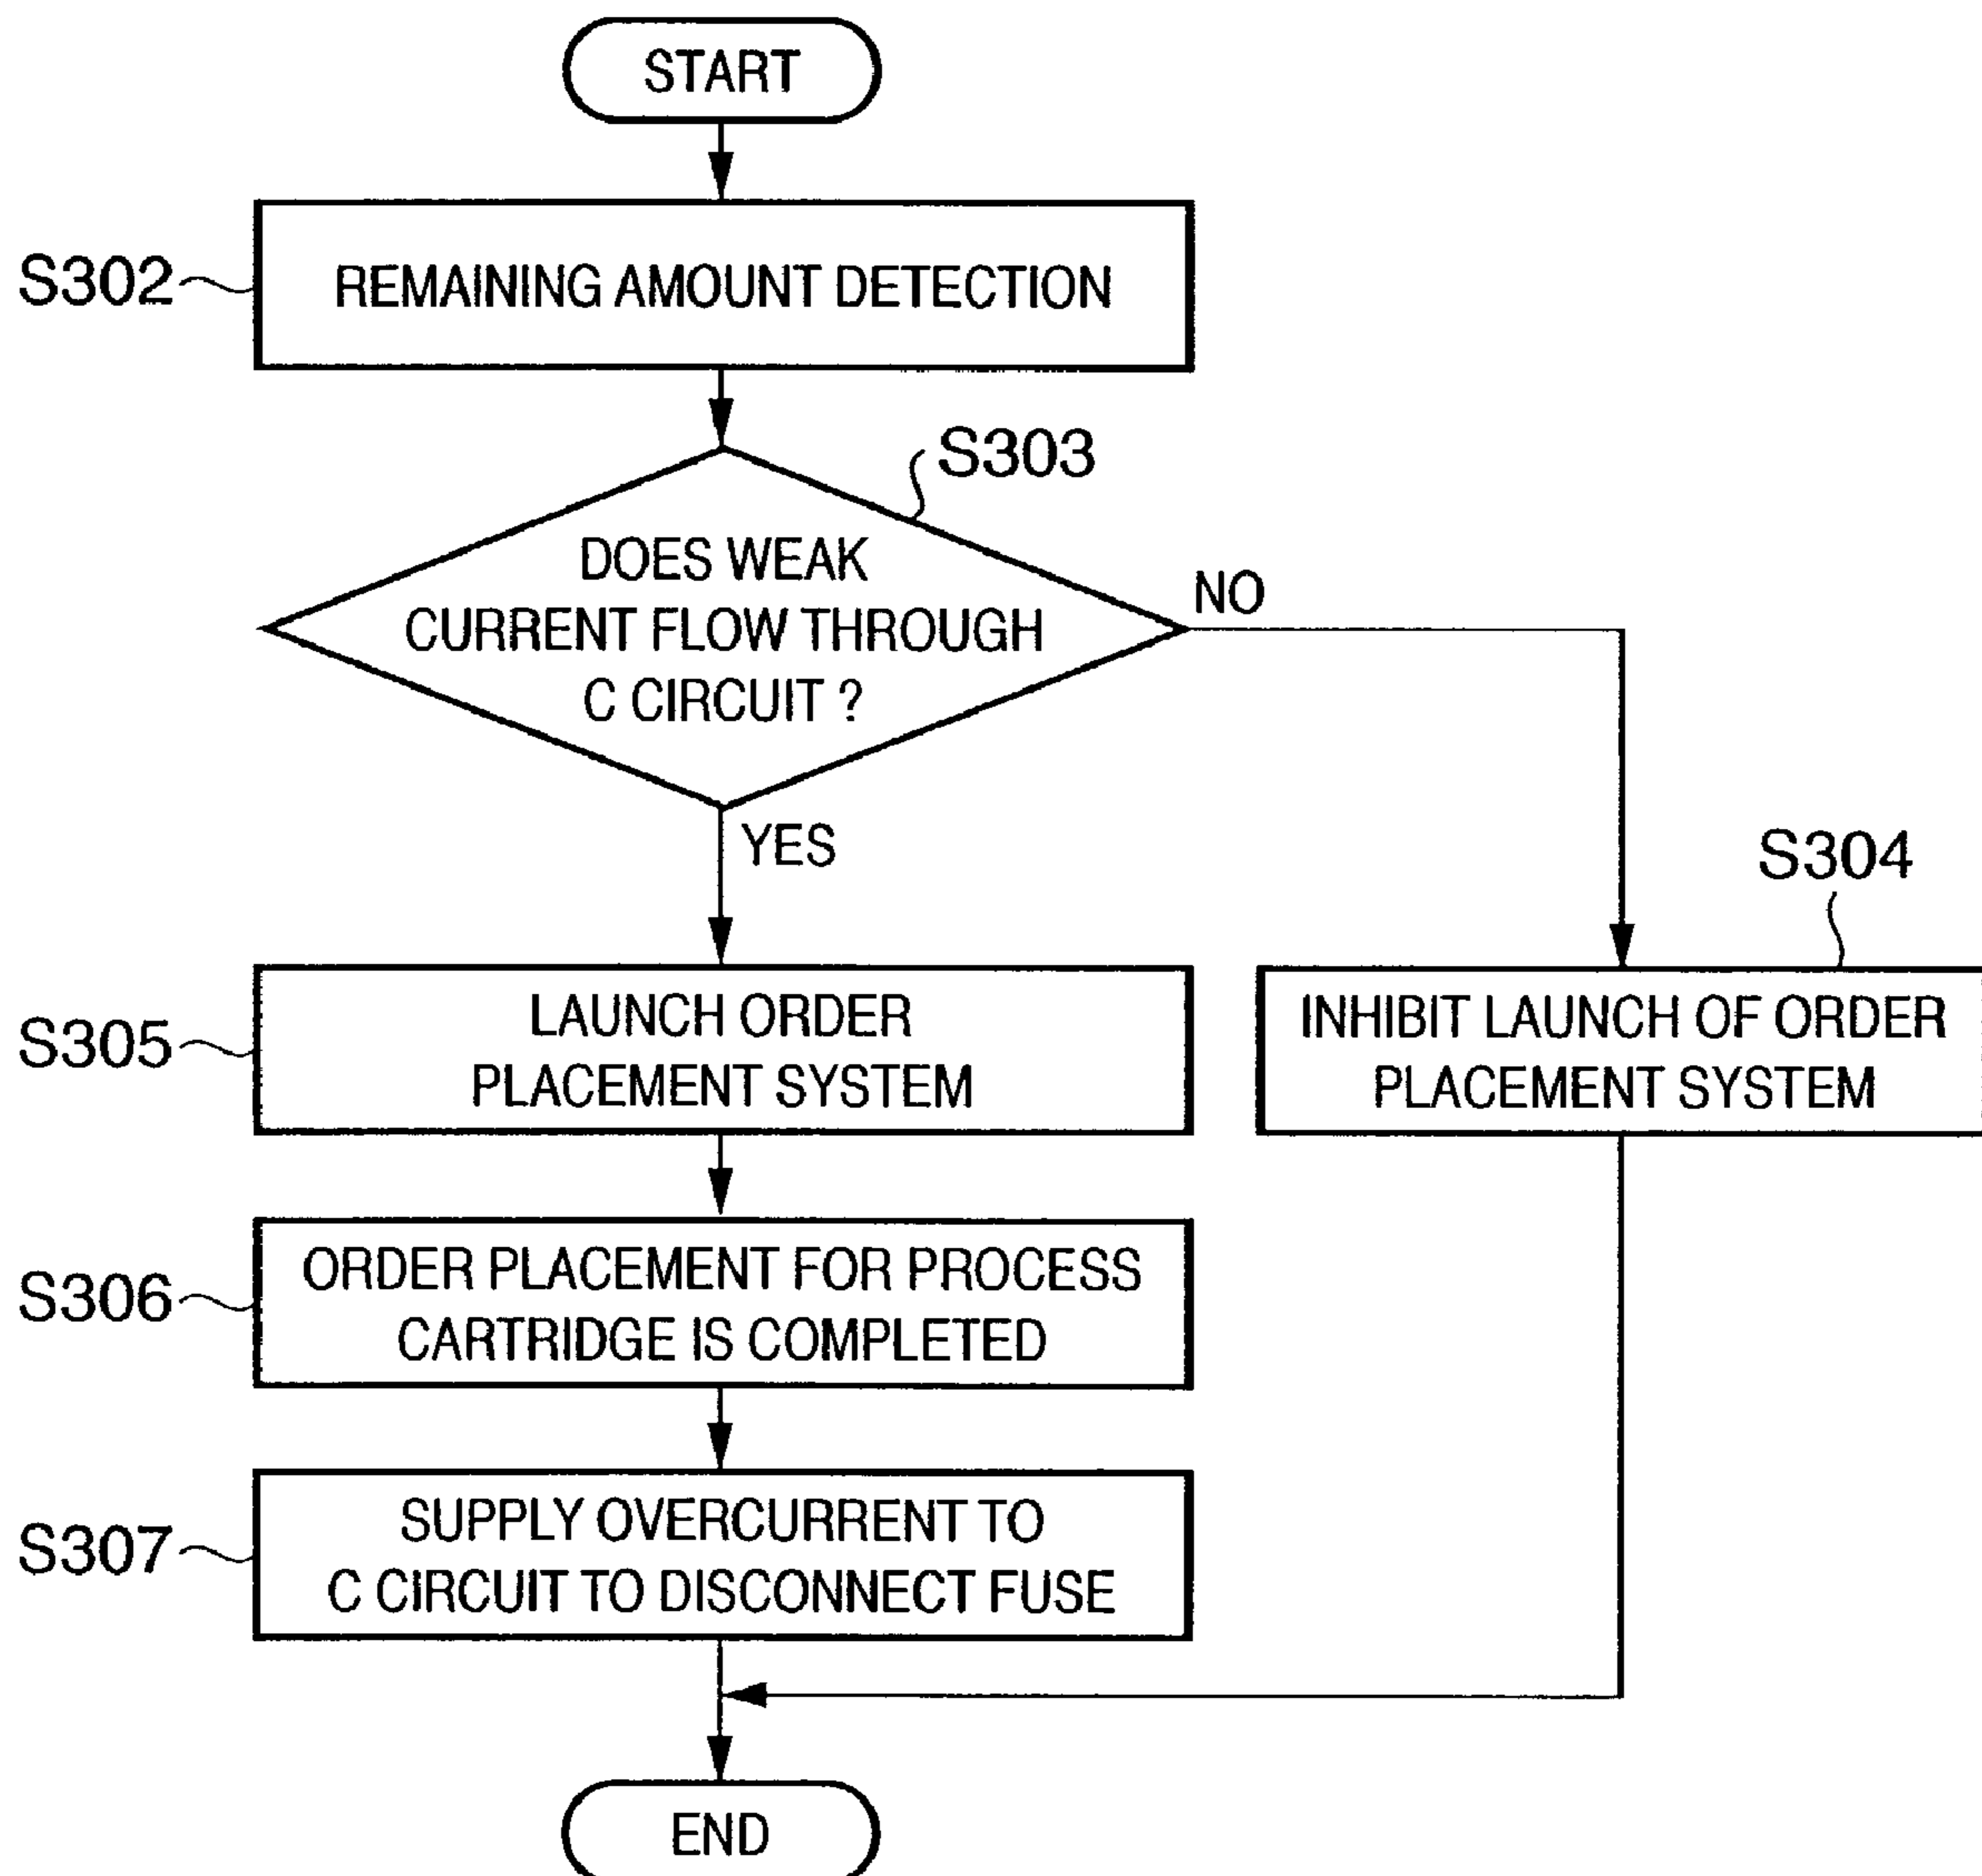 START
S302
REMAINING AMOUNT DETECTION
S303
DOES WEAK
CURRENT FLOW THROUGH
C CIRCUIT ?
NO
YES
S304
S305
LAUNCH ORDER
PLACEMENT SYSTEM
INHIBIT LAUNCH OF ORDER
PLACEMENT SYSTEM
S306
ORDER PLACEMENT FOR PROCESS
CARTRIDGE IS COMPLETED
S307
SUPPLY OVERCURRENT TO
C CIRCUIT TO DISCONNECT FUSE
END